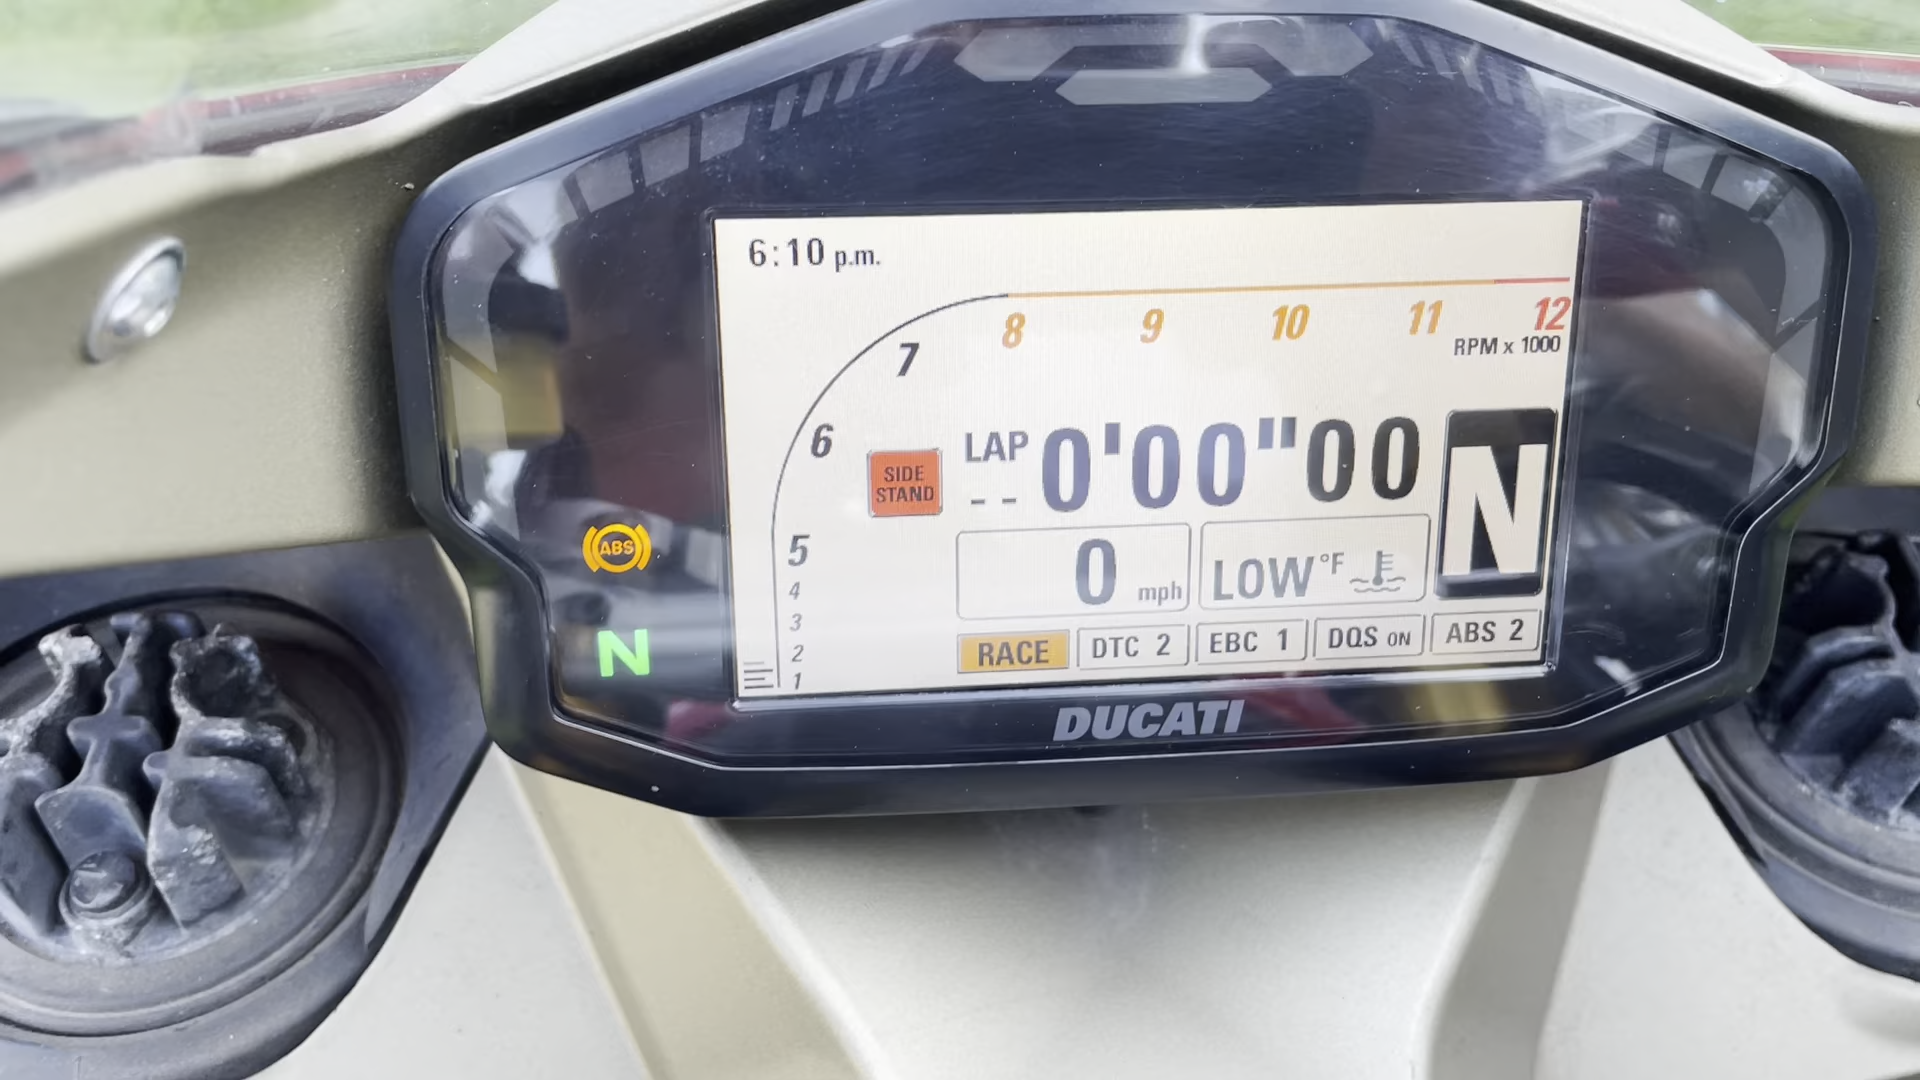 6:10 p.m.
8 9 10 11 12
RPM x 1000
7
6
SIDE
STAND
LAP 0'00"00
--
N
5
4
3
2
1
0 mph
LOW °F
ABS
N
RACE DTC 2 EBC 1 DQS ON ABS 2
DUCATI